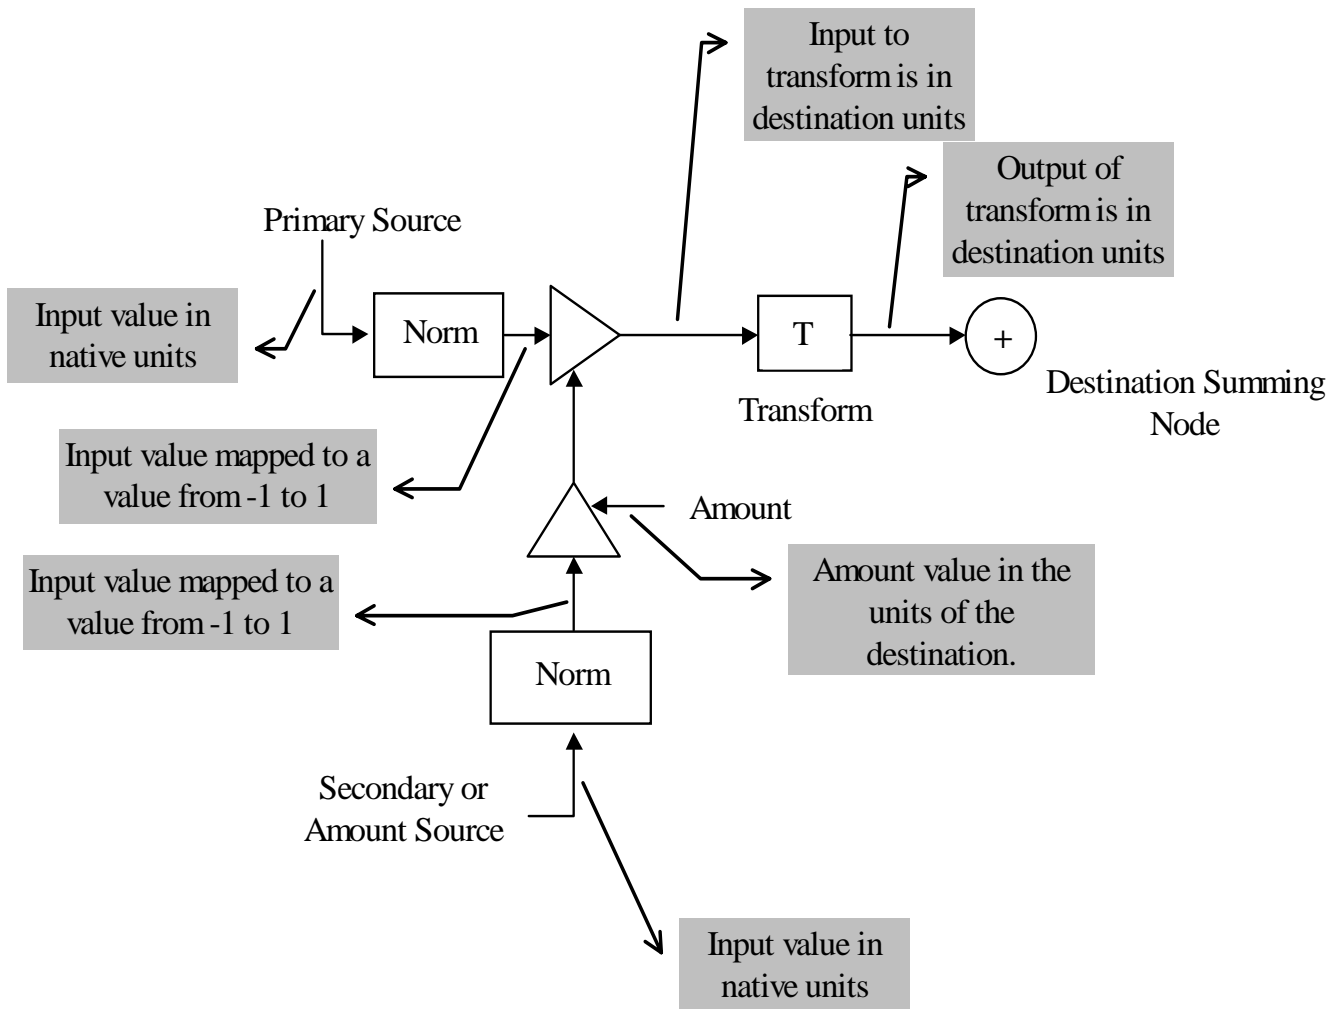 Input to
transform is in
destination units
Output of
transform is in
destination units
Primary Source
Input value in
native units
Norm
T
+
Destination Summing
Node
Transform
Input value mapped to a
value from -1 to 1
Amount
Input value mapped to a
value from -1 to 1
Amount value in the
units of the
destination.
Norm
Secondary or
Amount Source
Input value in
native units